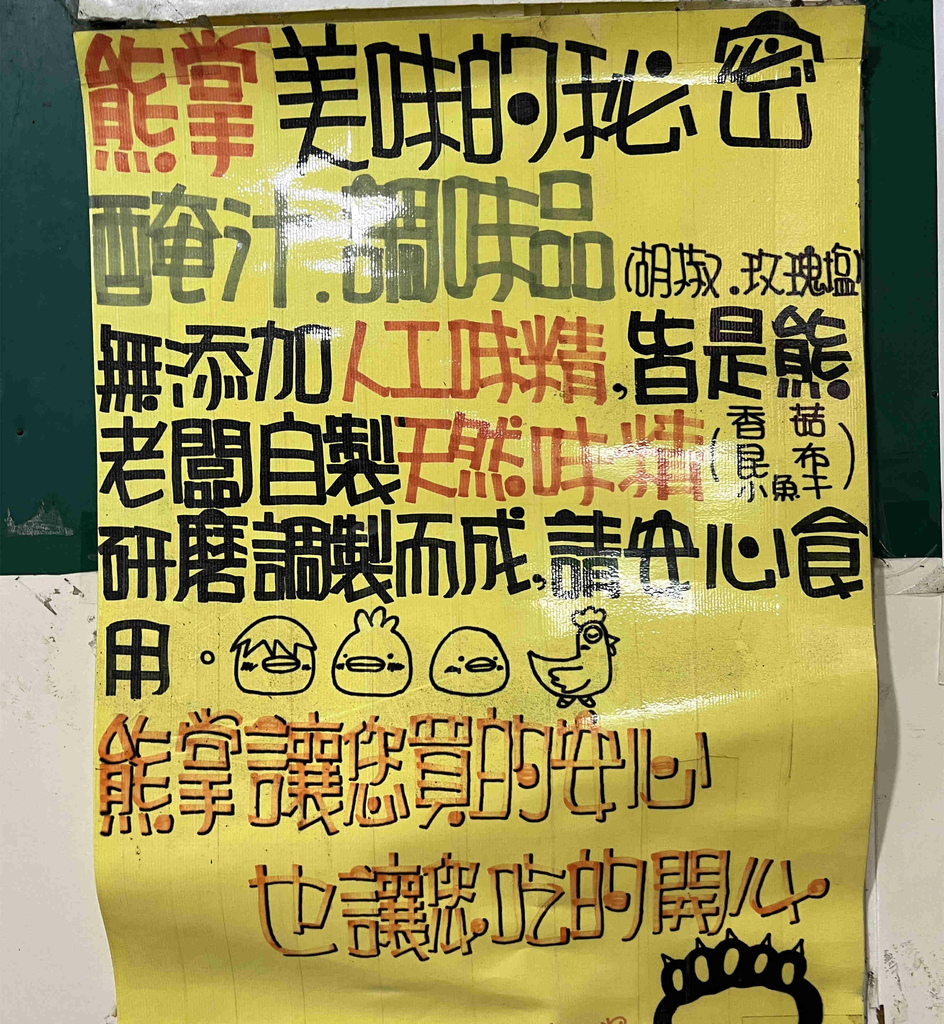 熊掌美味的秘密
醃汁.調味品(胡椒.玫瑰塩)
無添加人工味精,皆是熊
老闆自製天然味精(香菇 昆布 小魚干)
研磨調製而成,請安心食
用。
熊掌讓您買的安心
也讓您吃的開心